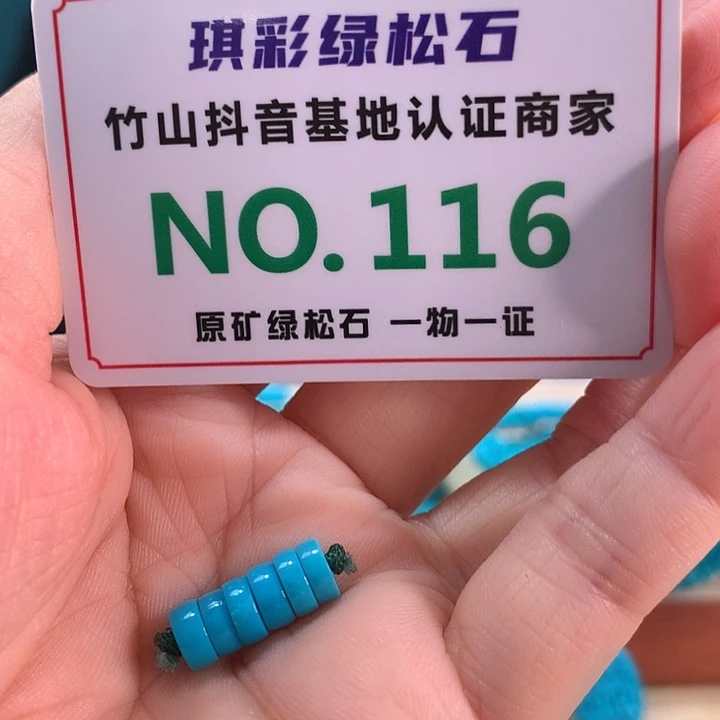 琪彩绿松石
竹山抖音基地认证商家
NO.116
原矿绿松石 一物一证